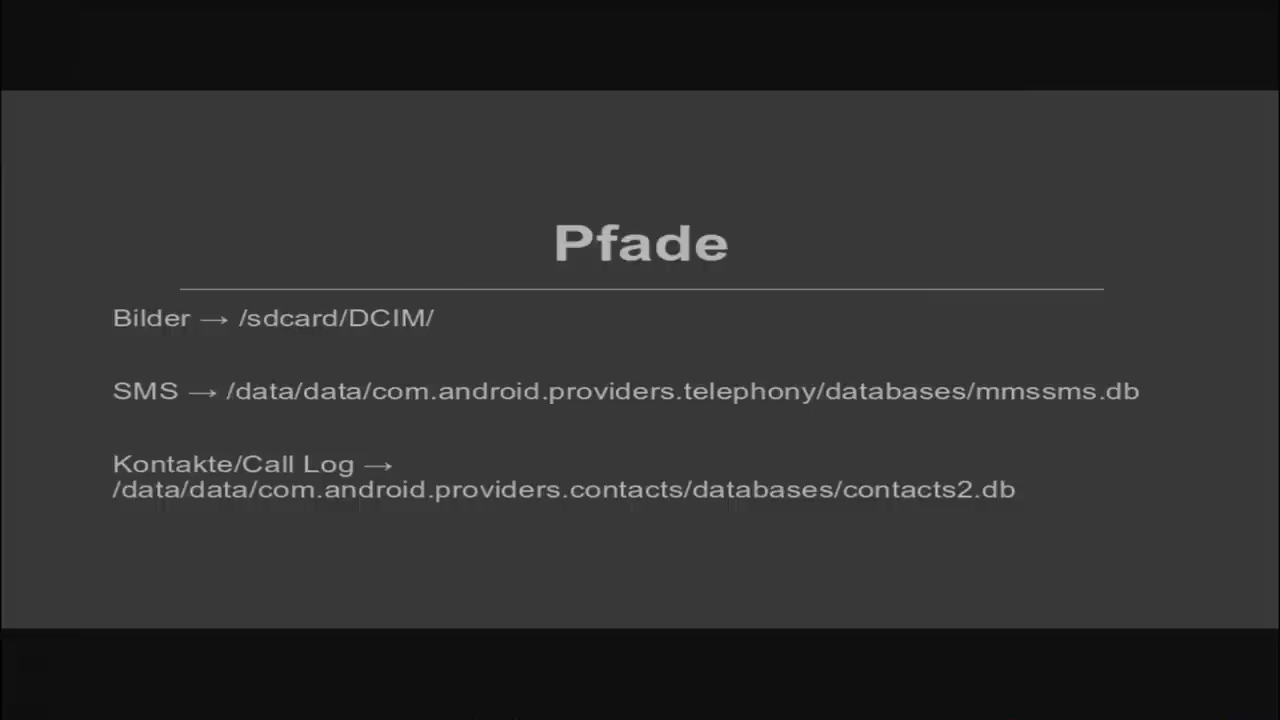 Pfade
Bilder → /sdcard/DCIM/
SMS → /data/data/com.android.providers.telephony/databases/mmssms.db
Kontakte/Call Log →
/data/data/com.android.providers.contacts/databases/contacts2.db